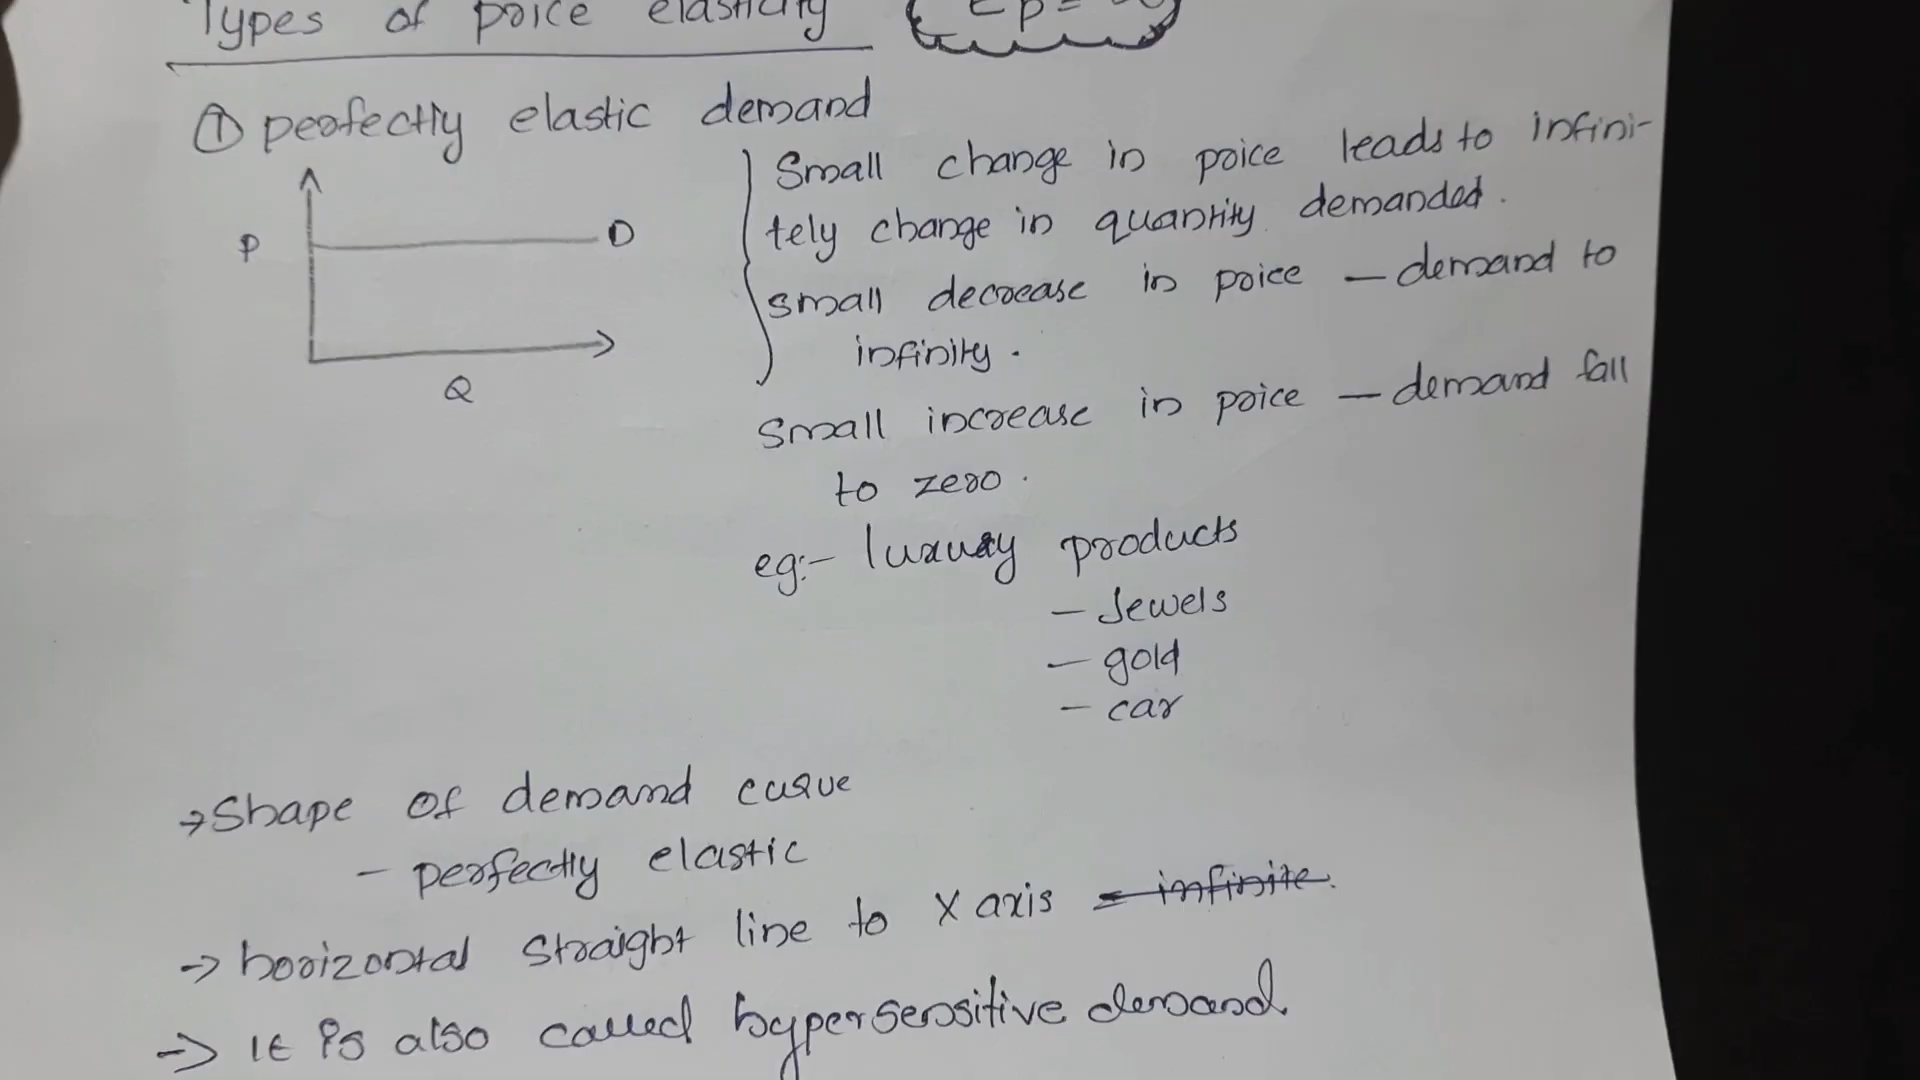 Types of price elasticity
Ep = ∞
① perfectly elastic demand
P
D
Q
Small change in price leads to infini-
tely change in quantity demanded.
small decrease in price – demand to
infinity.
Small increase in price – demand fall
to zero.
eg:- luxury products
- Jewels
- gold
- car
→ Shape of demand curve
- perfectly elastic
→ horizontal straight line to X axis - infinite.
→ It is also called hypersensitive demand